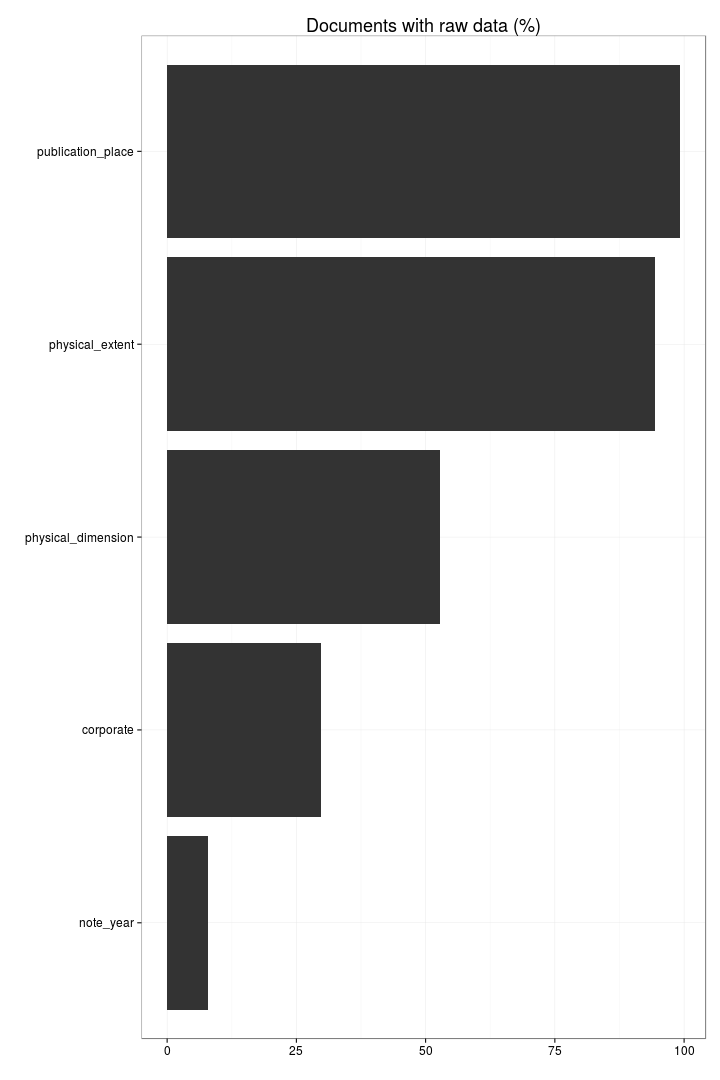 Documents with raw data (%)
publication_place
physical_extent
physical_dimension
corporate
note_year
0 25 50 75 100